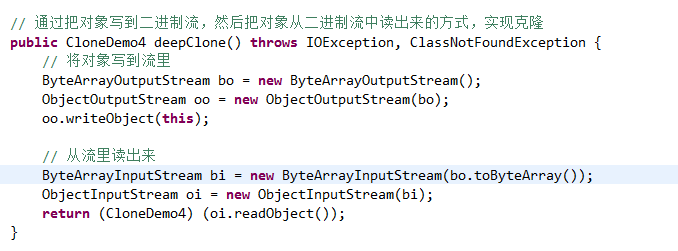 // 通过把对象写到二进制流，然后把对象从二进制流中读出来的方式，实现克隆
public CloneDemo4 deepClone() throws IOException, ClassNotFoundException {
    // 将对象写到流里
    ByteArrayOutputStream bo = new ByteArrayOutputStream();
    ObjectOutputStream oo = new ObjectOutputStream(bo);
    oo.writeObject(this);

    // 从流里读出来
    ByteArrayInputStream bi = new ByteArrayInputStream(bo.toByteArray());
    ObjectInputStream oi = new ObjectInputStream(bi);
    return (CloneDemo4) (oi.readObject());
}